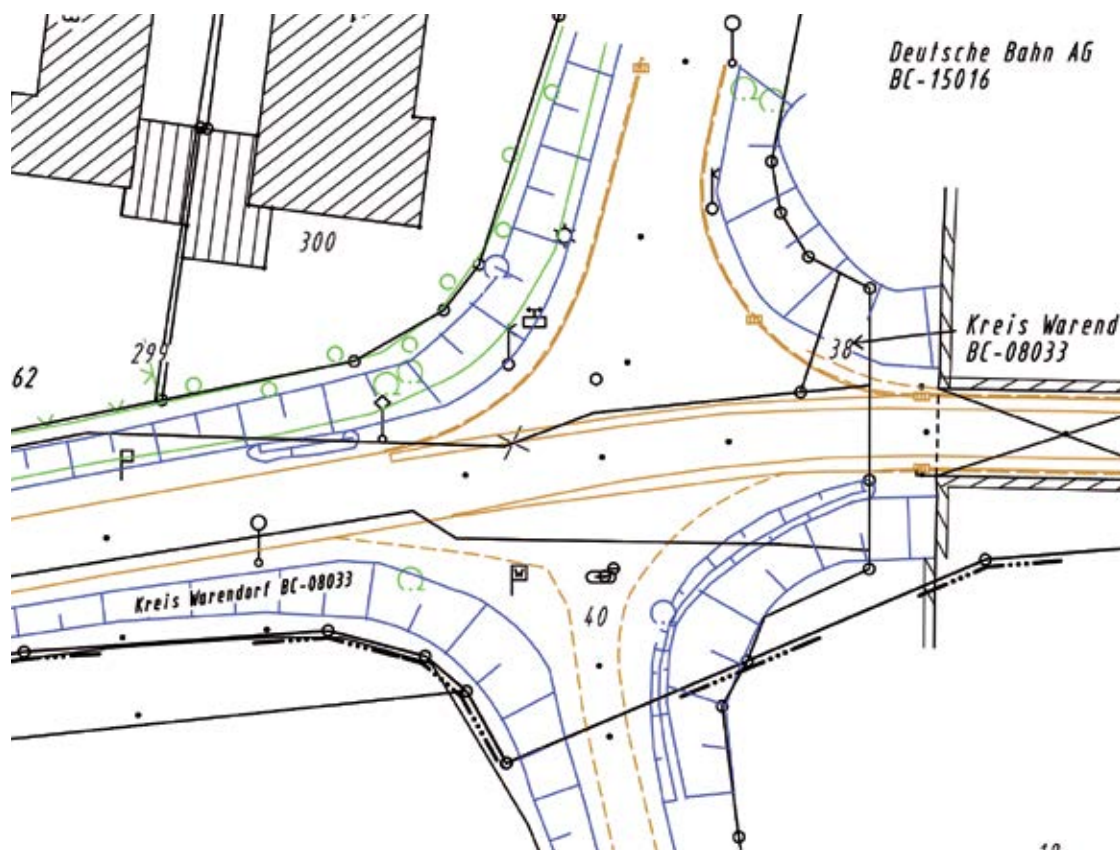 Deutsche Bahn AG
BC-15016
300
299
62
38
Kreis Warend
BC-08033
Kreis Warendorf BC-08033
40